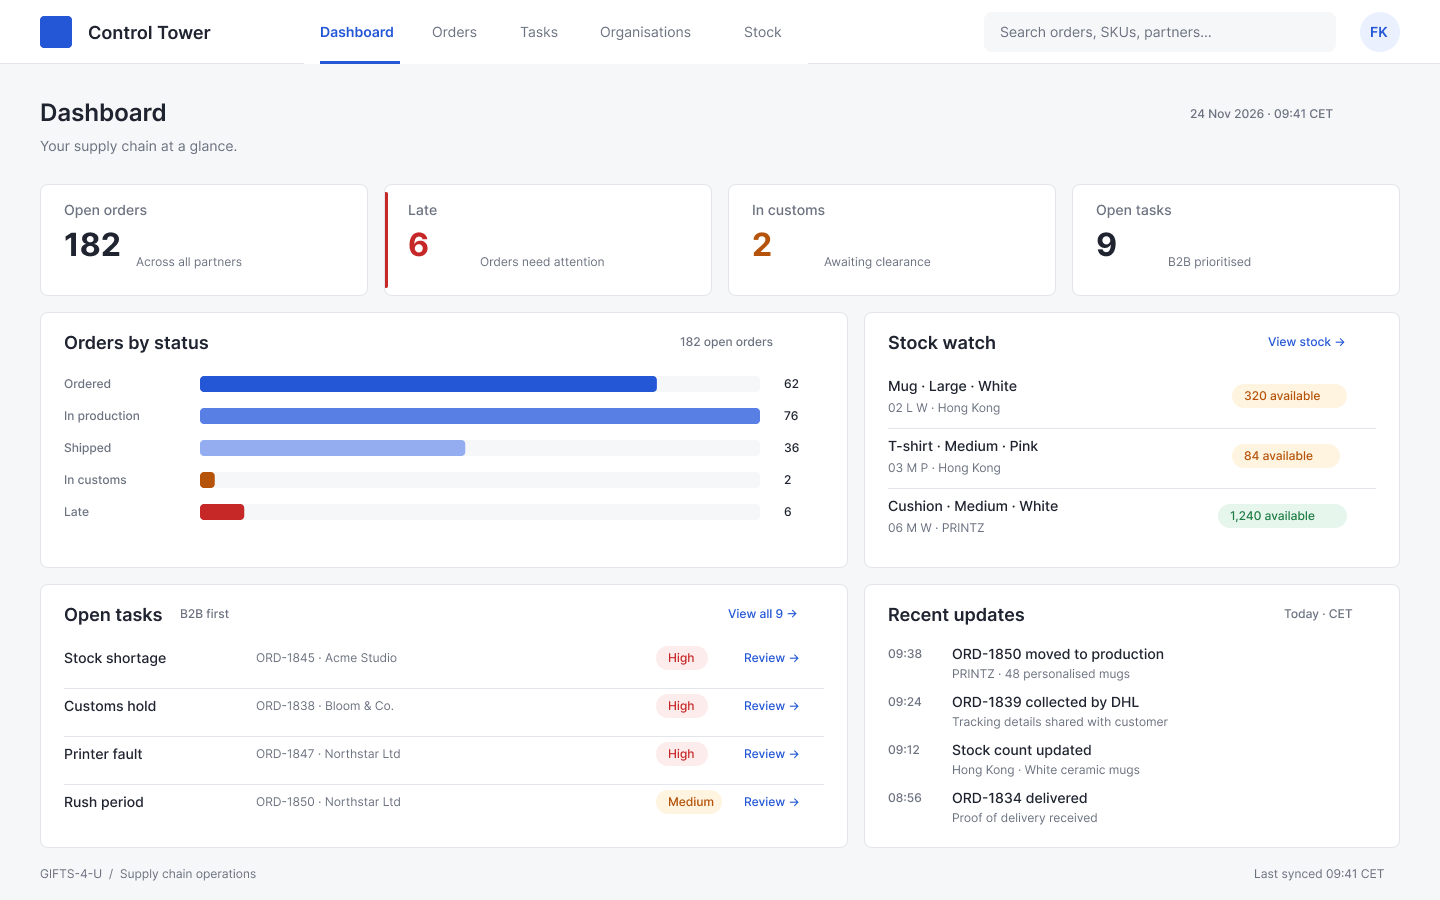 Control Tower
Dashboard Orders Tasks Organisations Stock
Search orders, SKUs, partners...
FK
Dashboard
24 Nov 2026 · 09:41 CET
Your supply chain at a glance.
Open orders
182
Across all partners
Late
6
Orders need attention
In customs
2
Awaiting clearance
Open tasks
9
B2B prioritised
Orders by status
182 open orders
Ordered 62
In production 76
Shipped 36
In customs 2
Late 6
Stock watch
View stock →
Mug · Large · White
02 L W · Hong Kong
320 available
T-shirt · Medium · Pink
03 M P · Hong Kong
84 available
Cushion · Medium · White
06 M W · PRINTZ
1,240 available
Open tasks B2B first View all 9 →
Stock shortage ORD-1845 · Acme Studio High Review →
Customs hold ORD-1838 · Bloom & Co. High Review →
Printer fault ORD-1847 · Northstar Ltd High Review →
Rush period ORD-1850 · Northstar Ltd Medium Review →
Recent updates Today · CET
09:38 ORD-1850 moved to production
PRINTZ · 48 personalised mugs
09:24 ORD-1839 collected by DHL
Tracking details shared with customer
09:12 Stock count updated
Hong Kong · White ceramic mugs
08:56 ORD-1834 delivered
Proof of delivery received
GIFTS-4-U / Supply chain operations
Last synced 09:41 CET